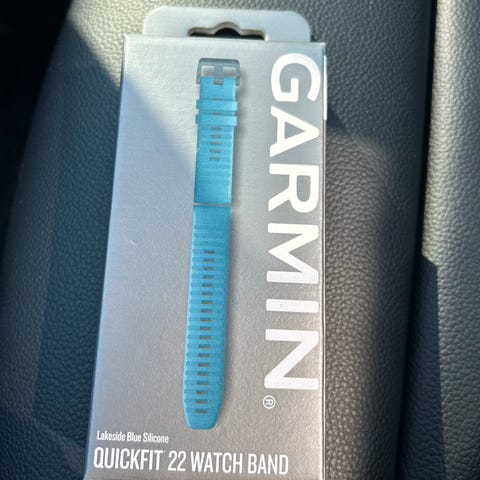 GARMIN®
Lakeside Blue Silicone
QUICKFIT® 22 WATCH BAND